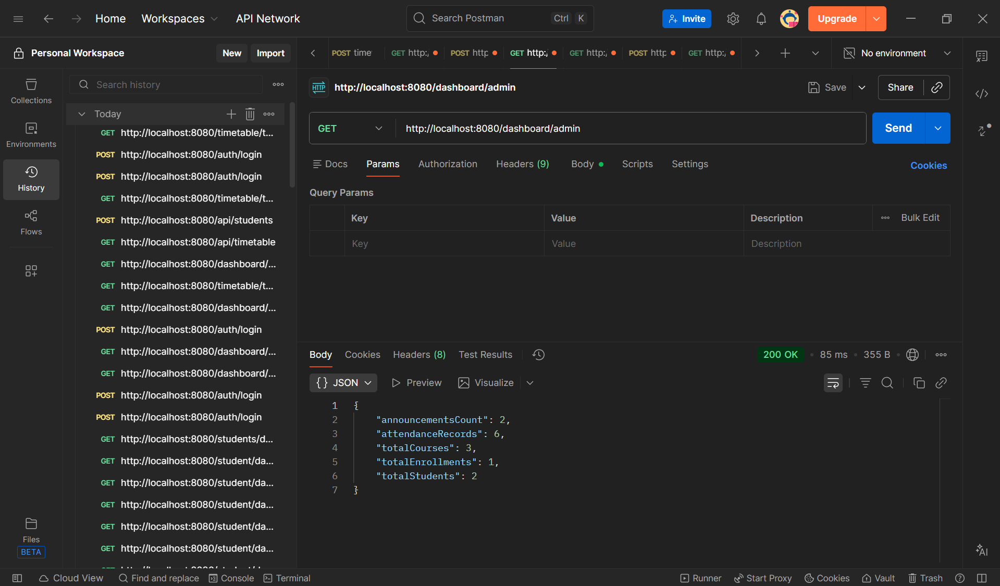 Home Workspaces API Network Search Postman Ctrl K Invite Upgrade
Personal Workspace New Import
POST time GET http:/ POST http GET http:/ GET http:/ POST http GET http:/ No environment
Collections
Environments
History
Flows
Files
BETA
Search history
Today
GET http://localhost:8080/timetable/t...
POST http://localhost:8080/auth/login
POST http://localhost:8080/auth/login
GET http://localhost:8080/timetable/t...
POST http://localhost:8080/api/students
GET http://localhost:8080/api/timetable
GET http://localhost:8080/dashboard/...
GET http://localhost:8080/timetable/t...
GET http://localhost:8080/dashboard/...
POST http://localhost:8080/auth/login
GET http://localhost:8080/dashboard/...
GET http://localhost:8080/dashboard/...
POST http://localhost:8080/auth/login
POST http://localhost:8080/auth/login
GET http://localhost:8080/students/d...
GET http://localhost:8080/student/da...
GET http://localhost:8080/student/da...
GET http://localhost:8080/student/da...
GET http://localhost:8080/student/da...
GET http://localhost:8080/student/da...
HTTP http://localhost:8080/dashboard/admin Save Share
GET http://localhost:8080/dashboard/admin Send
Docs Params Authorization Headers (9) Body Scripts Settings Cookies
Query Params
Key Value Description Bulk Edit
Key Value Description
Body Cookies Headers (8) Test Results 200 OK 85 ms 355 B
{} JSON Preview Visualize
1 {
2 "announcementsCount": 2,
3 "attendanceRecords": 6,
4 "totalCourses": 3,
5 "totalEnrollments": 1,
6 "totalStudents": 2
7 }
AI
Cloud View Find and replace Console Terminal Runner Start Proxy Cookies Vault Trash